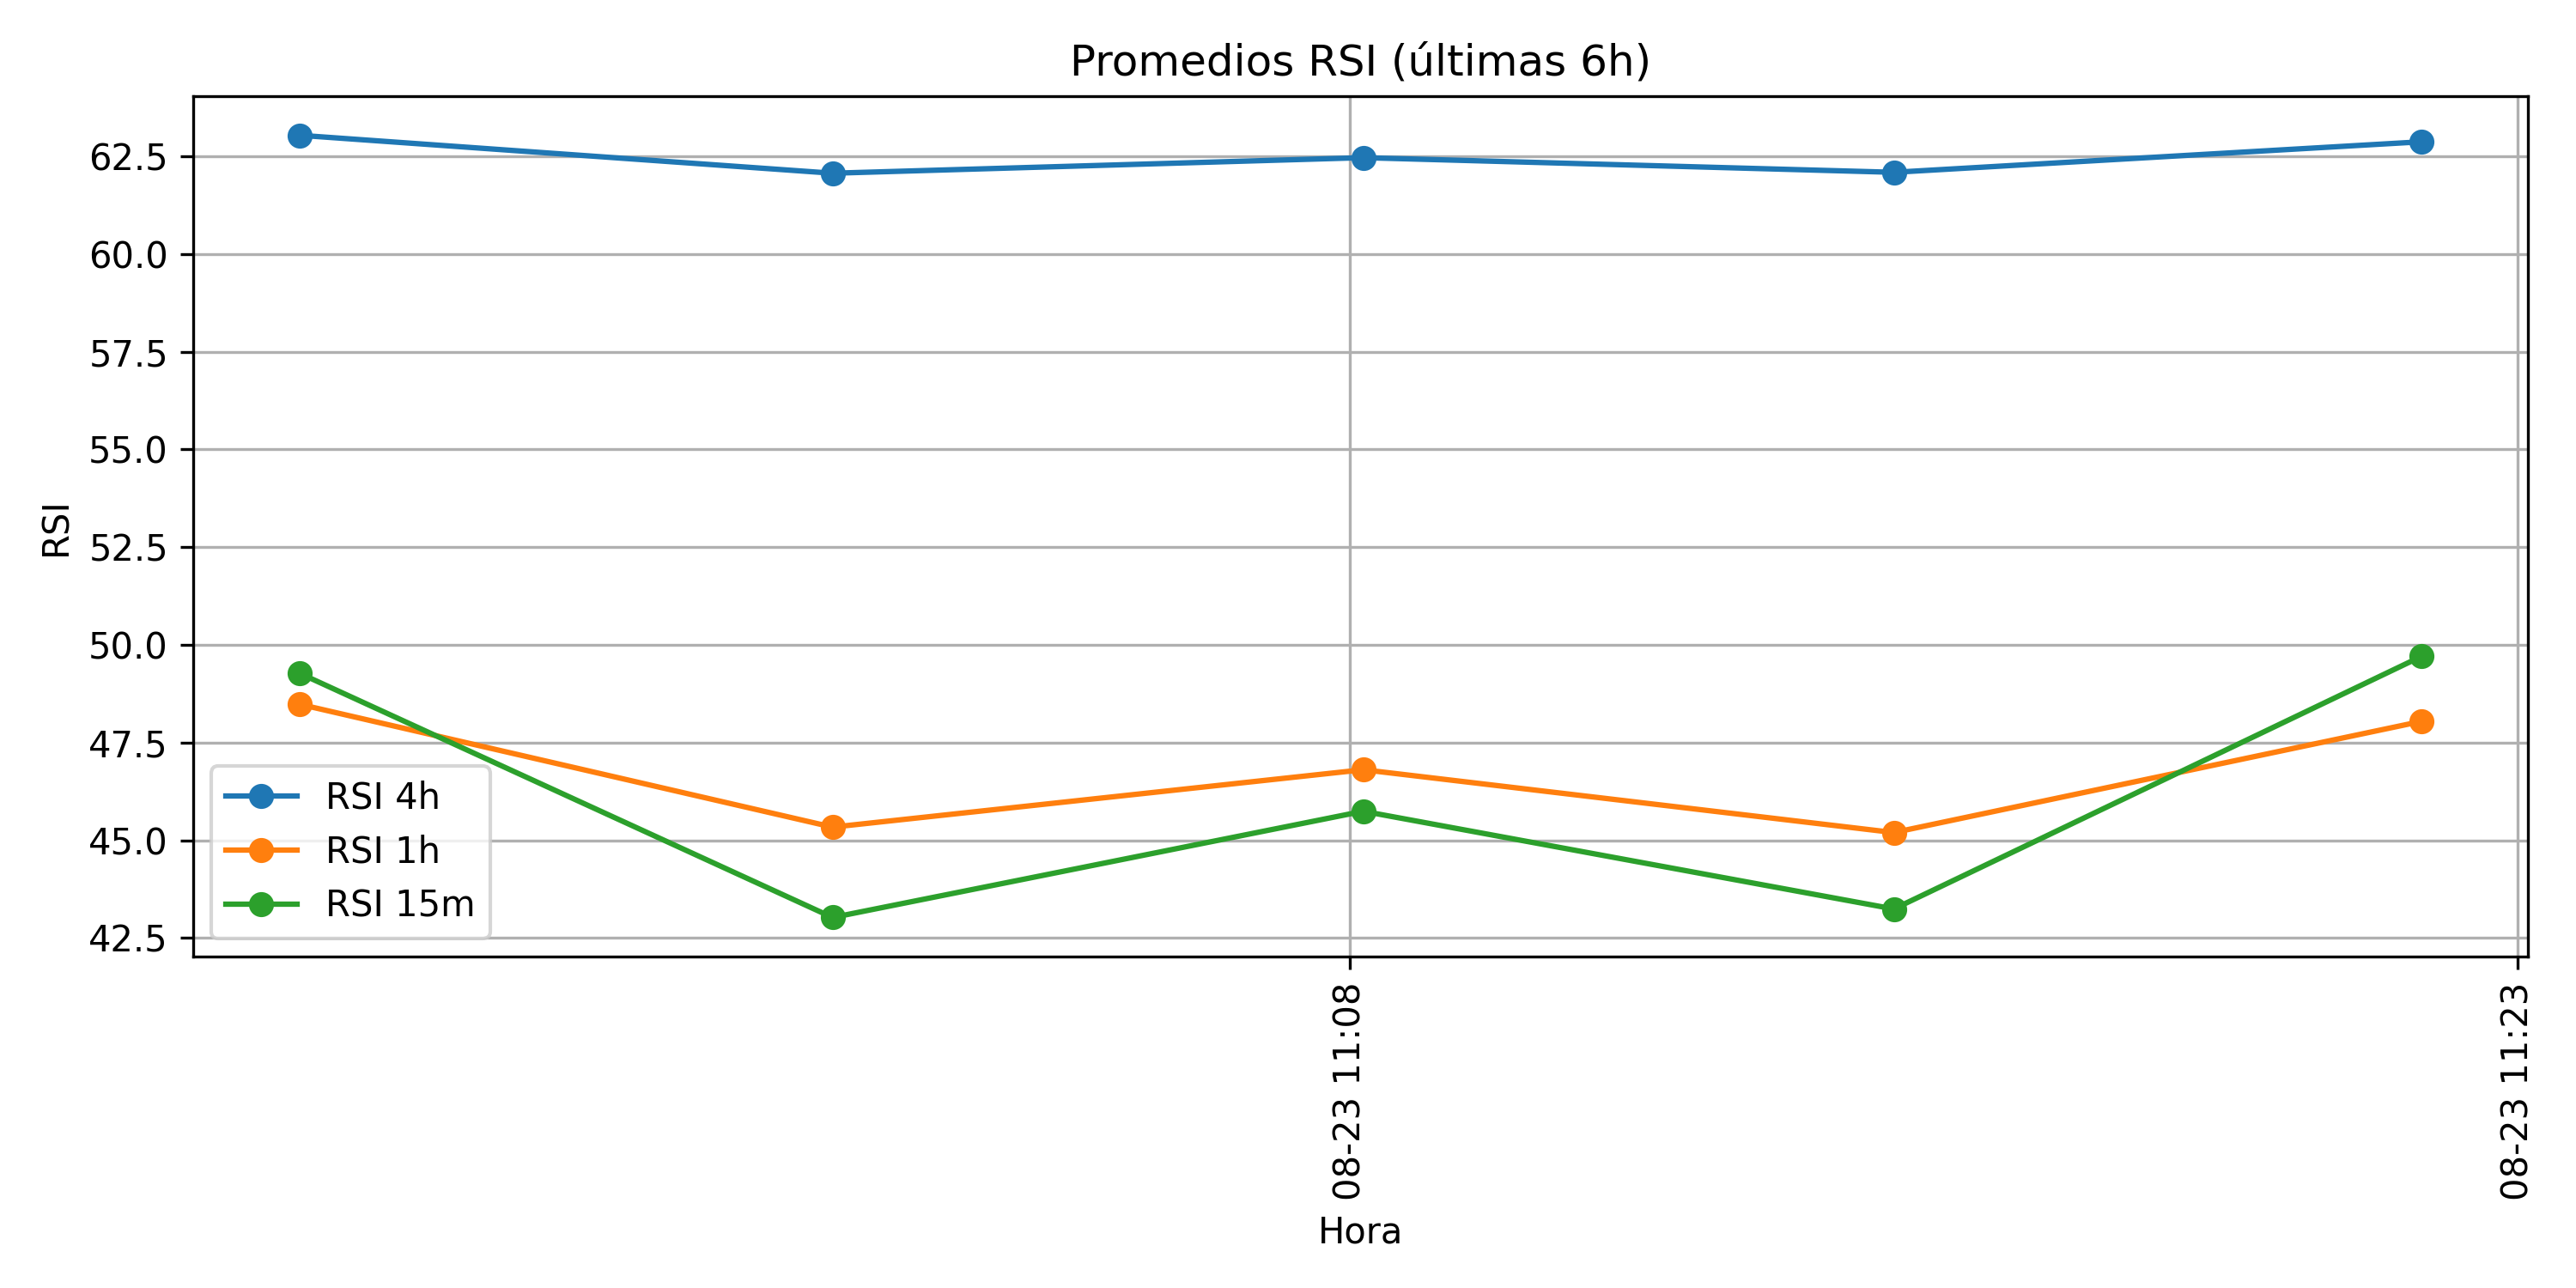 Promedios RSI (últimas 6h)
RSI
62.5
60.0
57.5
55.0
52.5
50.0
47.5
45.0
42.5
RSI 4h
RSI 1h
RSI 15m
08-23 11:08
08-23 11:23
Hora